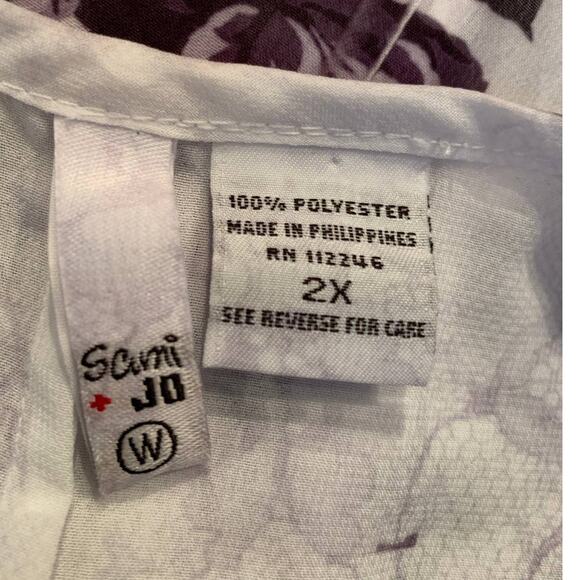 100% POLYESTER
MADE IN PHILIPPINES
RN 112246
2X
SEE REVERSE FOR CARE
Sami
+ JO
W